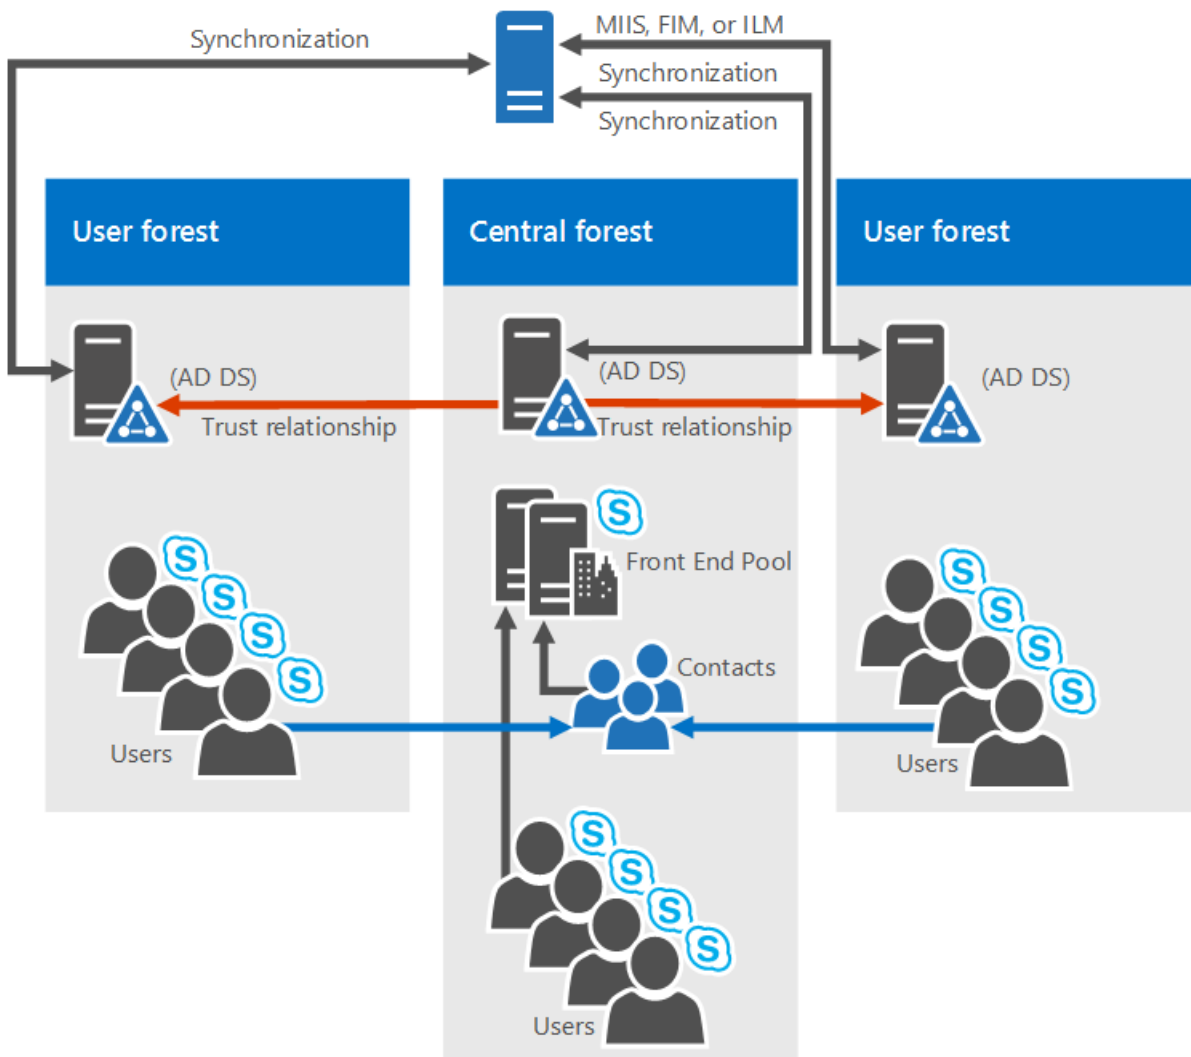 Synchronization
MIIS, FIM, or ILM
Synchronization
Synchronization
User forest
Central forest
User forest
(AD DS)
(AD DS)
(AD DS)
Trust relationship
Trust relationship
S
Front End Pool
S
S
S
S
S
S
S
S
Contacts
Users
Users
S
S
S
S
Users